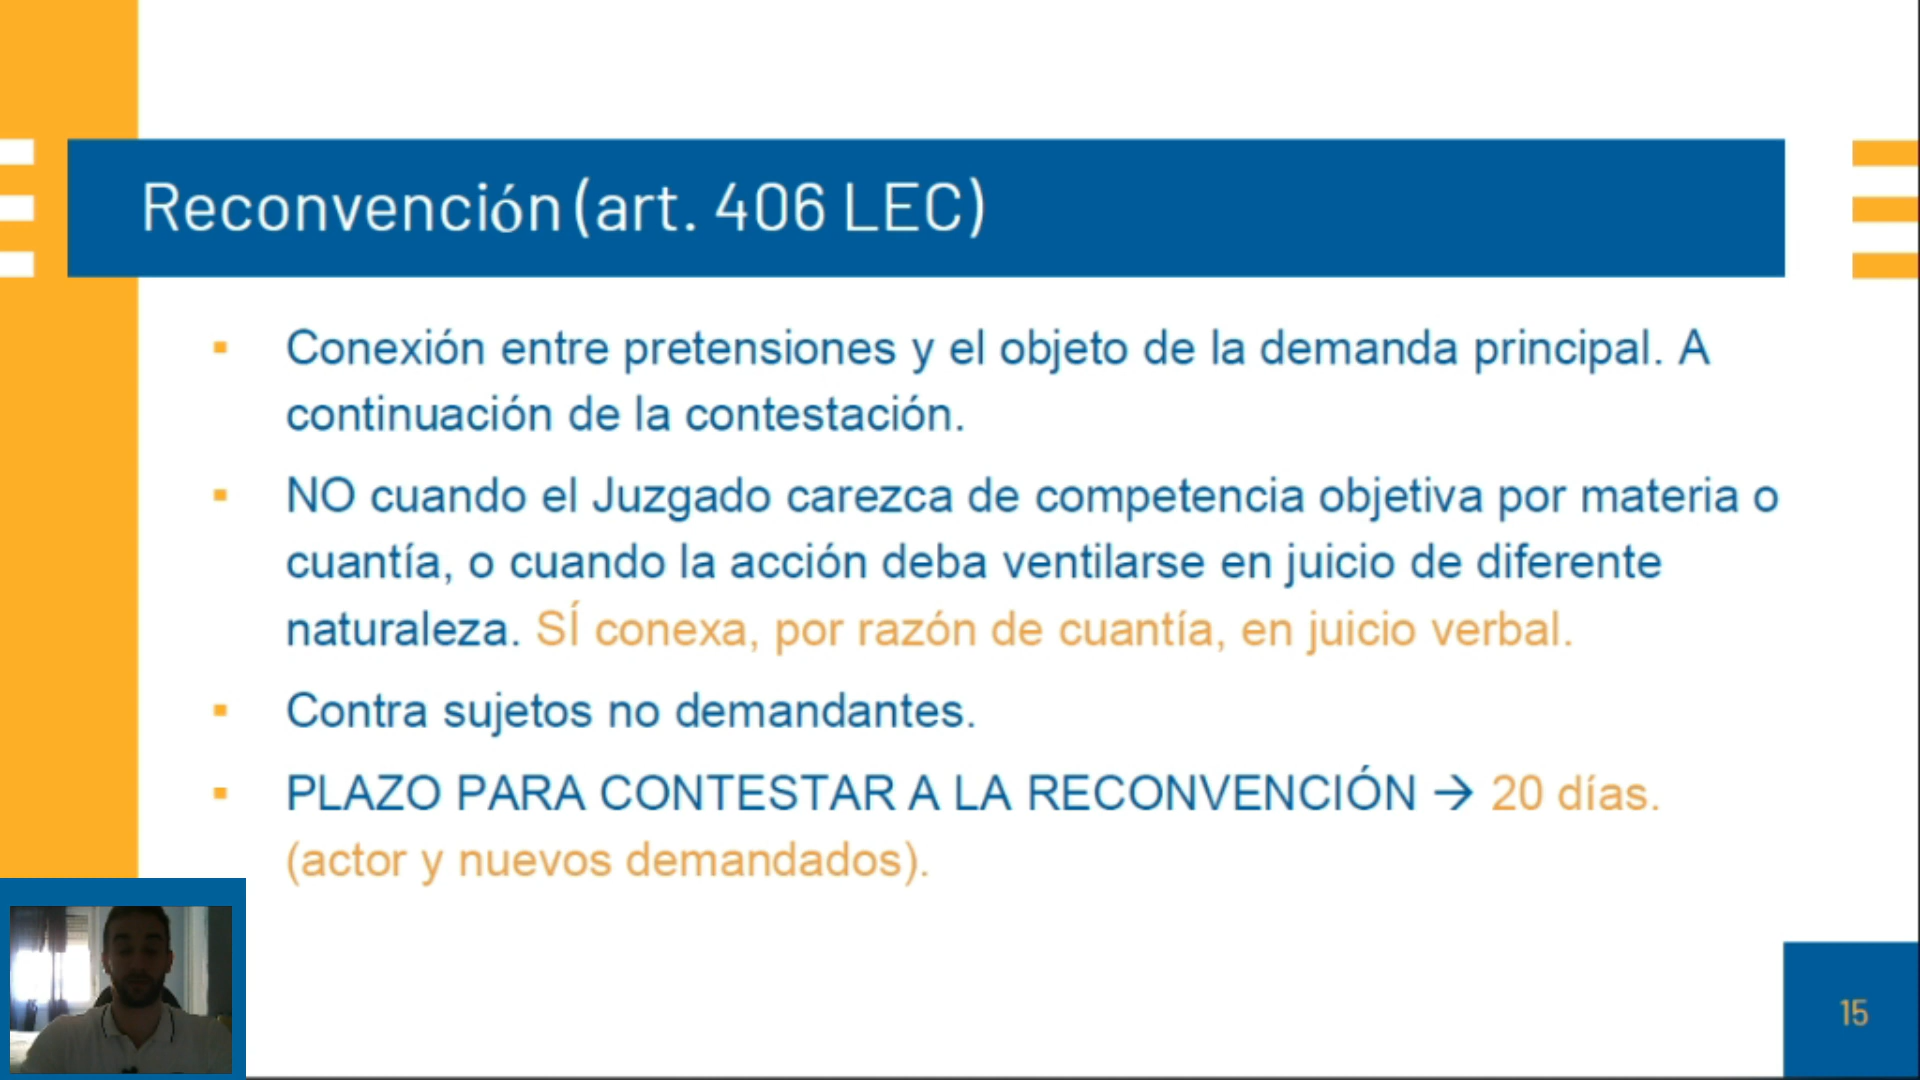 Reconvención (art. 406 LEC)
▪ Conexión entre pretensiones y el objeto de la demanda principal. A
continuación de la contestación.
▪ NO cuando el Juzgado carezca de competencia objetiva por materia o
cuantía, o cuando la acción deba ventilarse en juicio de diferente
naturaleza. SÍ conexa, por razón de cuantía, en juicio verbal.
▪ Contra sujetos no demandantes.
▪ PLAZO PARA CONTESTAR A LA RECONVENCIÓN → 20 días.
(actor y nuevos demandados).
15